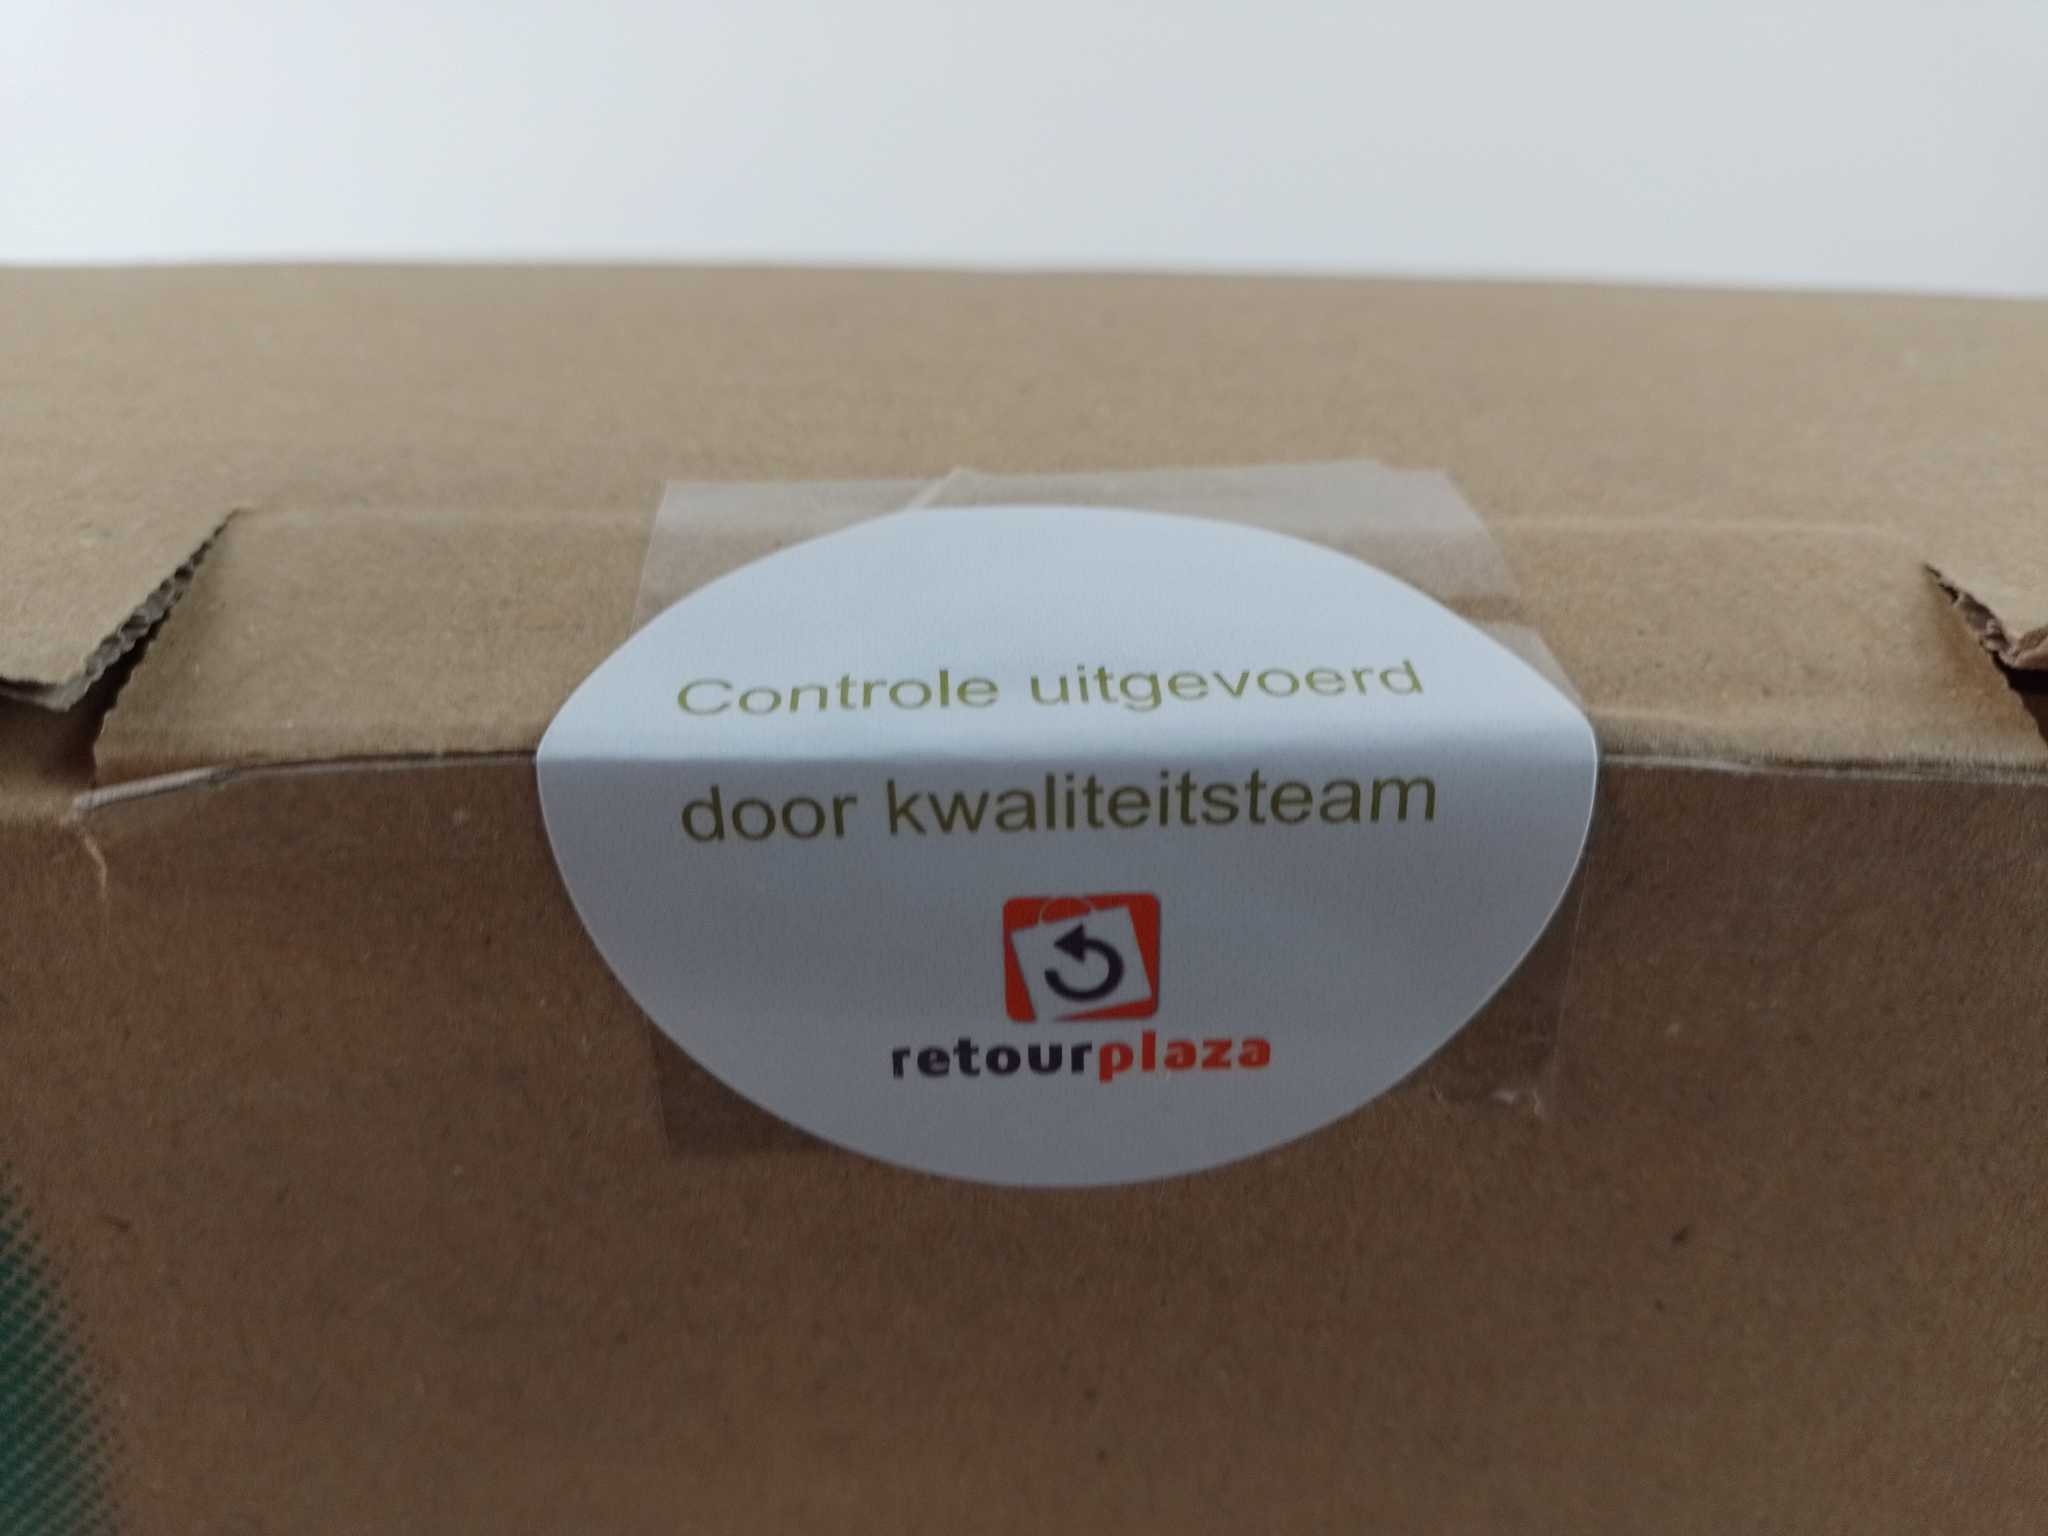 Controle uitgevoerd
door kwaliteitsteam
retourplaza